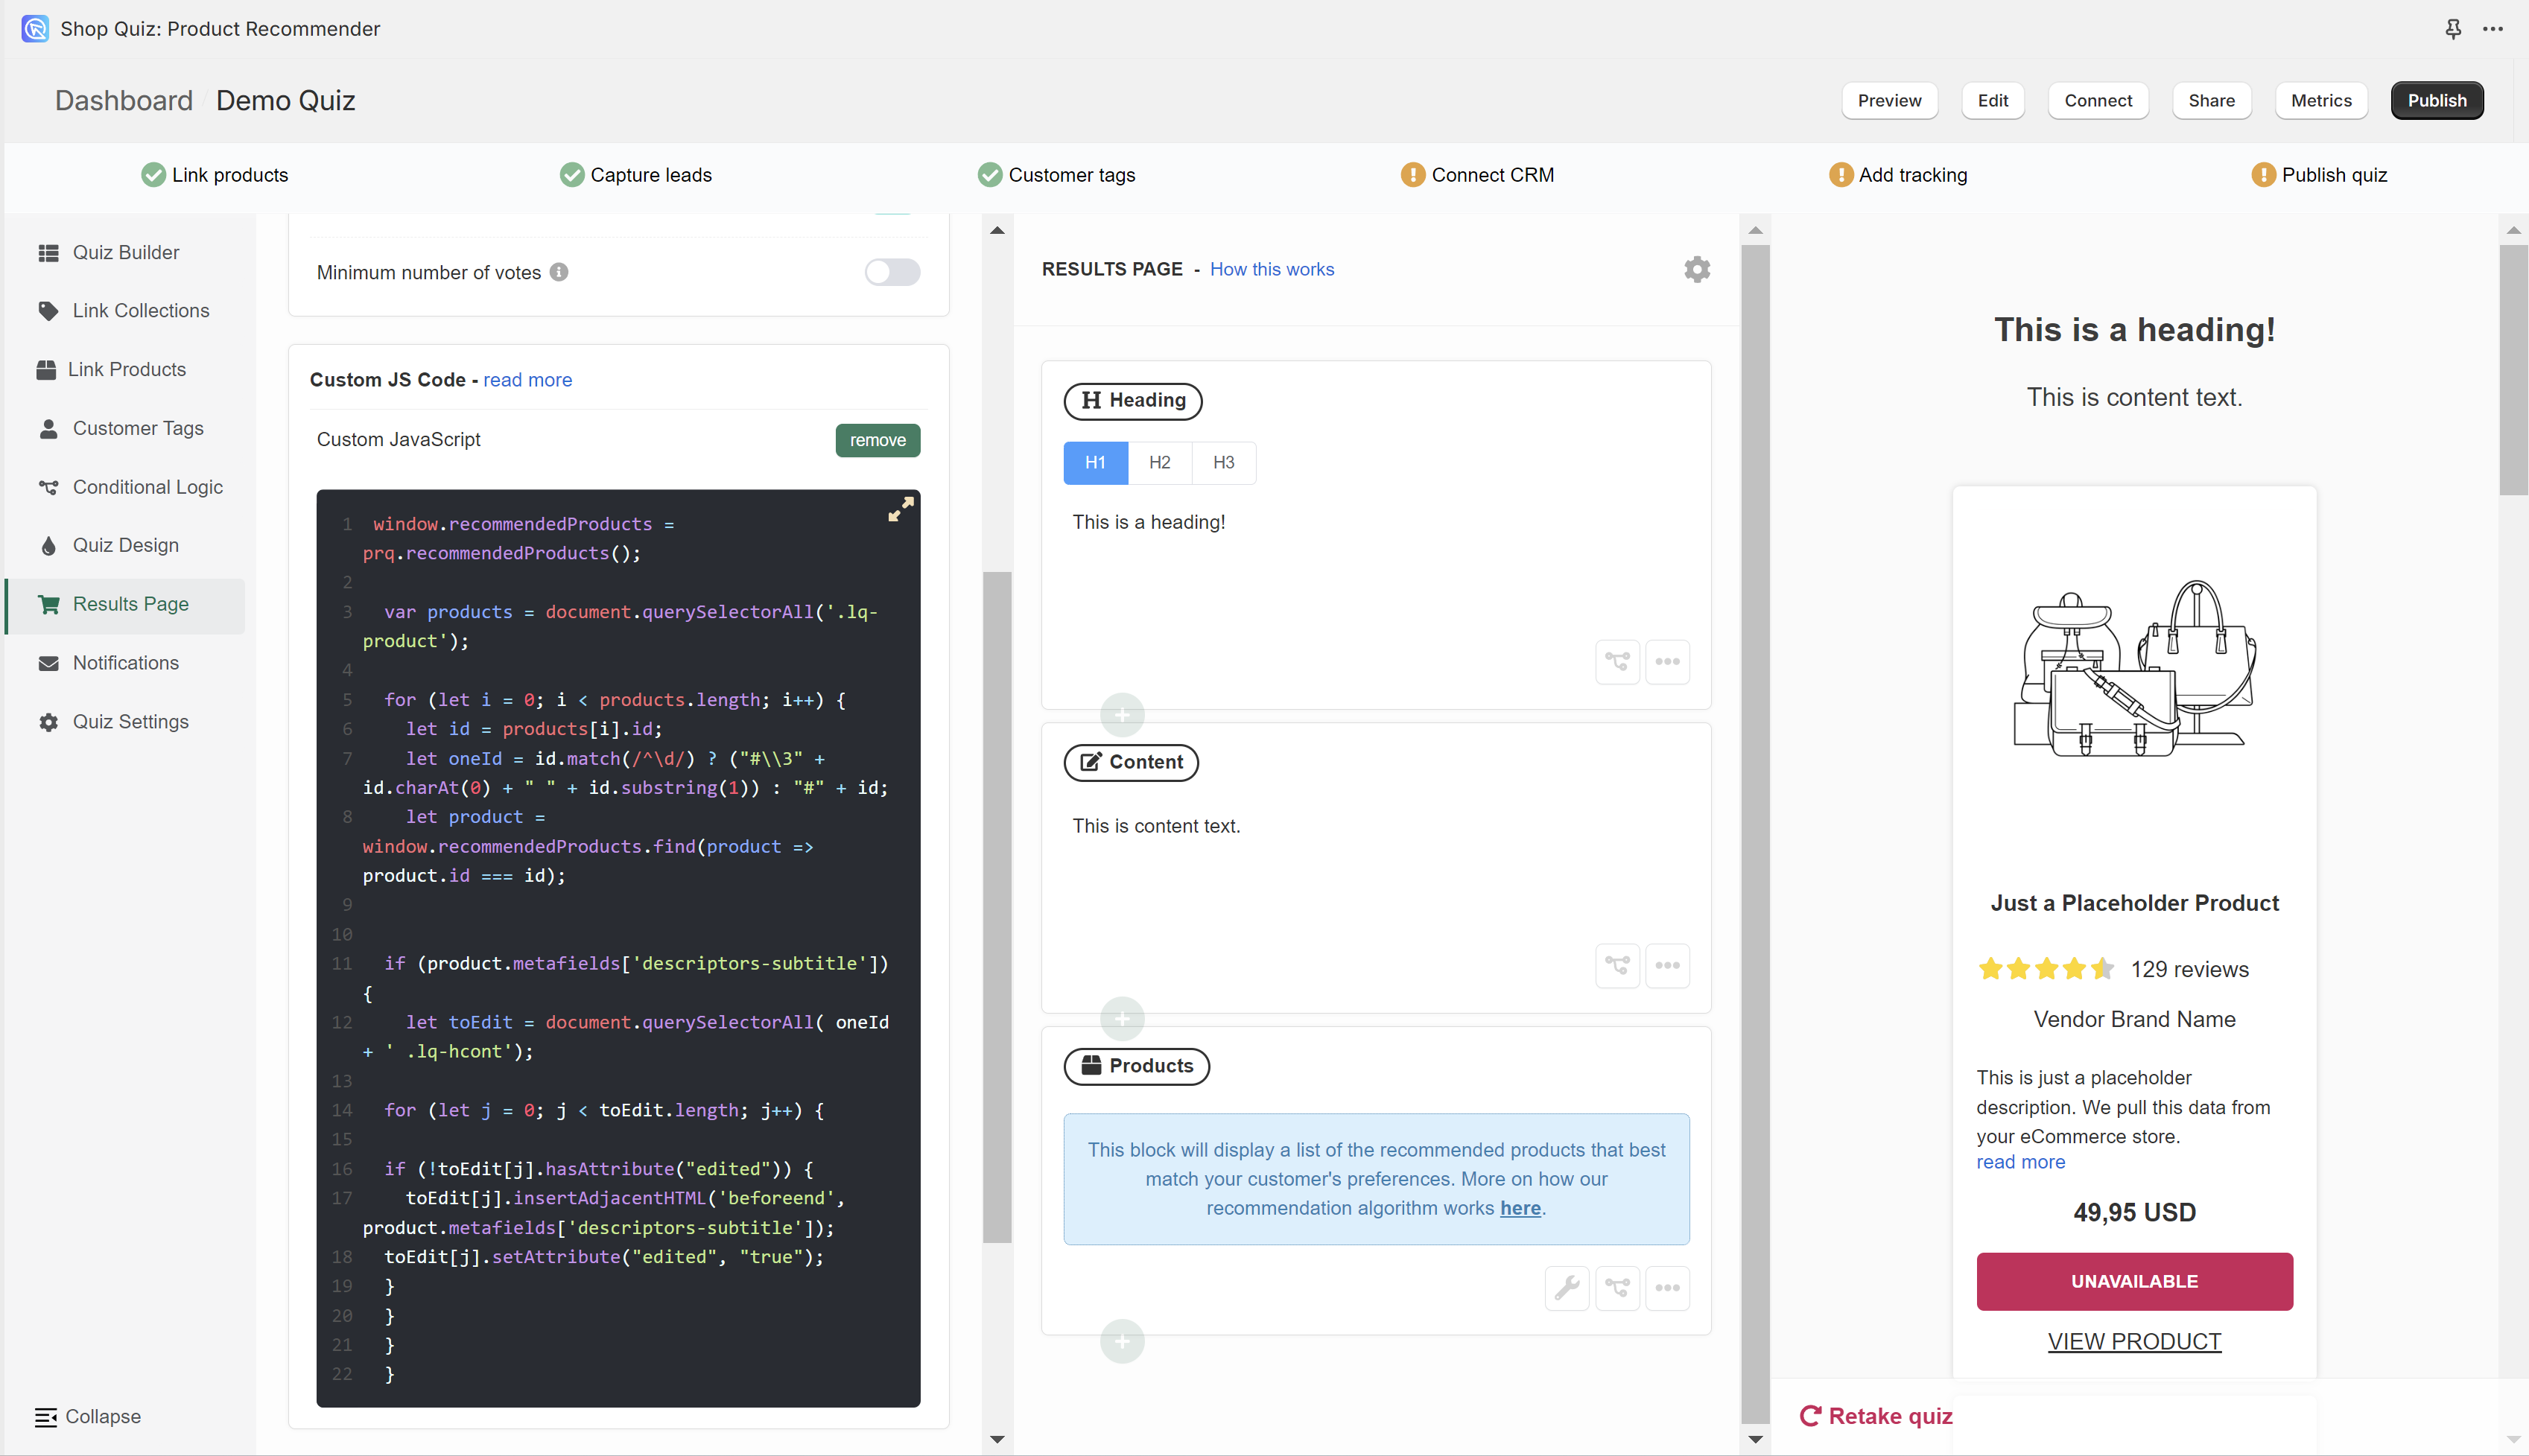 Shop Quiz: Product Recommender
Dashboard / Demo Quiz
Preview
Edit
Connect
Share
Metrics
Publish
Link products
Capture leads
Customer tags
Connect CRM
Add tracking
Publish quiz
Quiz Builder
Link Collections
Link Products
Customer Tags
Conditional Logic
Quiz Design
Results Page
Notifications
Quiz Settings
Collapse
Minimum number of votes
Custom JS Code - read more
Custom JavaScript
remove
1 window.recommendedProducts =
prq.recommendedProducts();
2
3 var products = document.querySelectorAll('.lq-
product');
4
5 for (let i = 0; i < products.length; i++) {
6 let id = products[i].id;
7 let oneId = id.match(/^\d/) ? ("#\\3" +
id.charAt(0) + " " + id.substring(1)) : "#" + id;
8 let product =
window.recommendedProducts.find(product =>
product.id === id);
9
10
11 if (product.metafields['descriptors-subtitle'])
{
12 let toEdit = document.querySelectorAll( oneId
+ ' .lq-hcont');
13
14 for (let j = 0; j < toEdit.length; j++) {
15
16 if (!toEdit[j].hasAttribute("edited")) {
17 toEdit[j].insertAdjacentHTML('beforeend',
product.metafields['descriptors-subtitle']);
18 toEdit[j].setAttribute("edited", "true");
19 }
20 }
21 }
22 }
RESULTS PAGE - How this works
H Heading
H1 H2 H3
This is a heading!
Content
This is content text.
Products
This block will display a list of the recommended products that best
match your customer's preferences. More on how our
recommendation algorithm works here.
This is a heading!
This is content text.
Just a Placeholder Product
129 reviews
Vendor Brand Name
This is just a placeholder
description. We pull this data from
your eCommerce store.
read more
49,95 USD
UNAVAILABLE
VIEW PRODUCT
Retake quiz